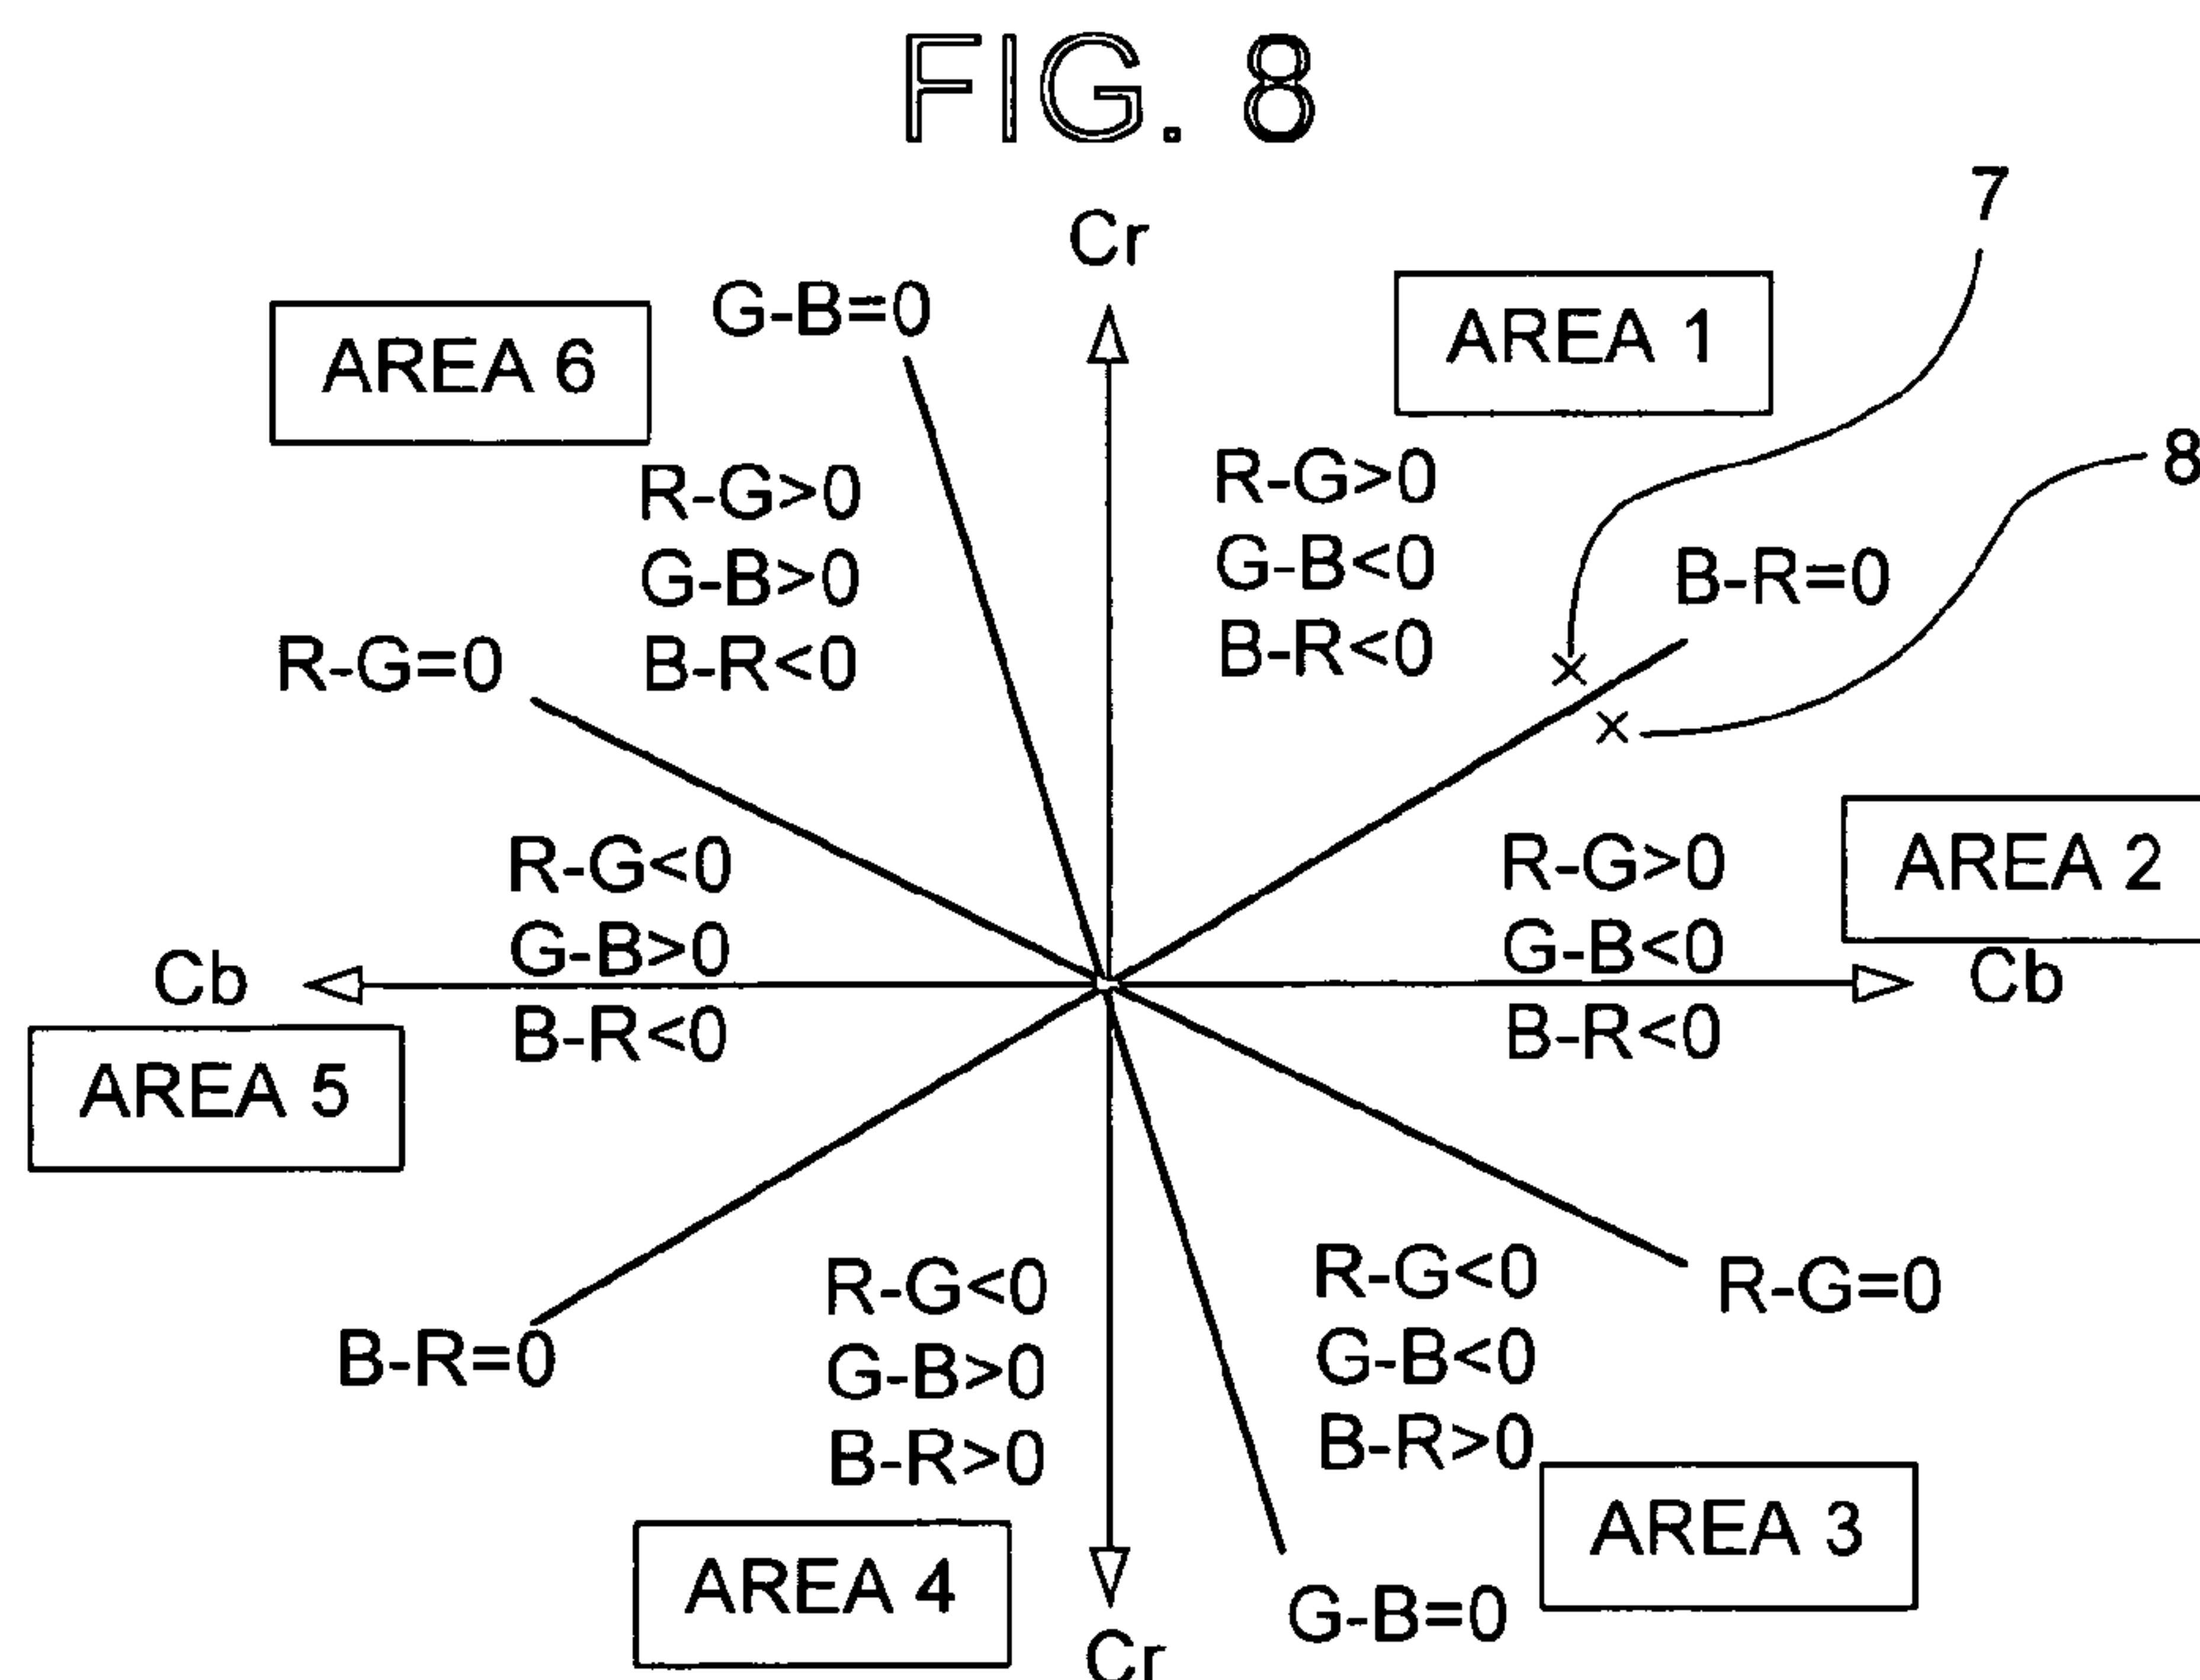 FIG. 8
7
Cr
AREA 1
G-B=0
AREA 6
8
R-G>0
G-B<0
B-R<0
R-G>0
G-B>0
B-R<0
B-R=0
R-G=0
AREA 2
R-G<0
G-B>0
B-R<0
R-G>0
G-B<0
B-R<0
Cb
Cb
AREA 5
R-G<0
G-B>0
B-R>0
R-G<0
G-B<0
B-R>0
R-G=0
B-R=0
AREA 3
AREA 4
G-B=0
Cr